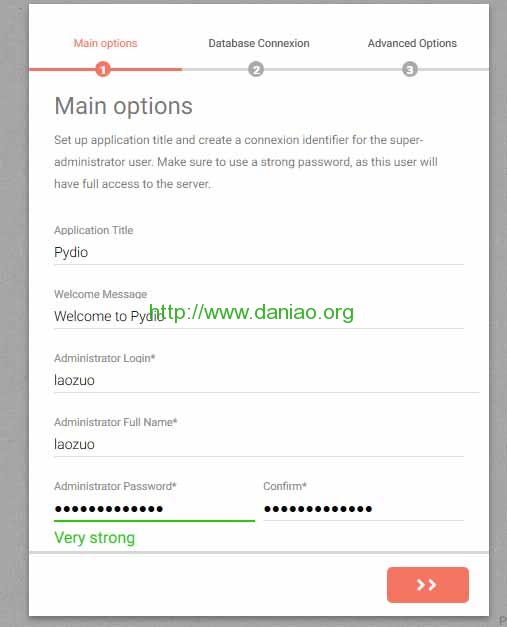 Main options
Database Connexion
Advanced Options
1
2
3
Main options
Set up application title and create a connexion identifier for the super-
administrator user. Make sure to use a strong password, as this user will
have full access to the server.
Application Title
Pydio
Welcome Message
Welcome to Pydio
http://www.daniao.org
Administrator Login*
laozuo
Administrator Full Name*
laozuo
Administrator Password*
Confirm*
●●●●●●●●●●●●●
●●●●●●●●●●●●●
Very strong
>>
P